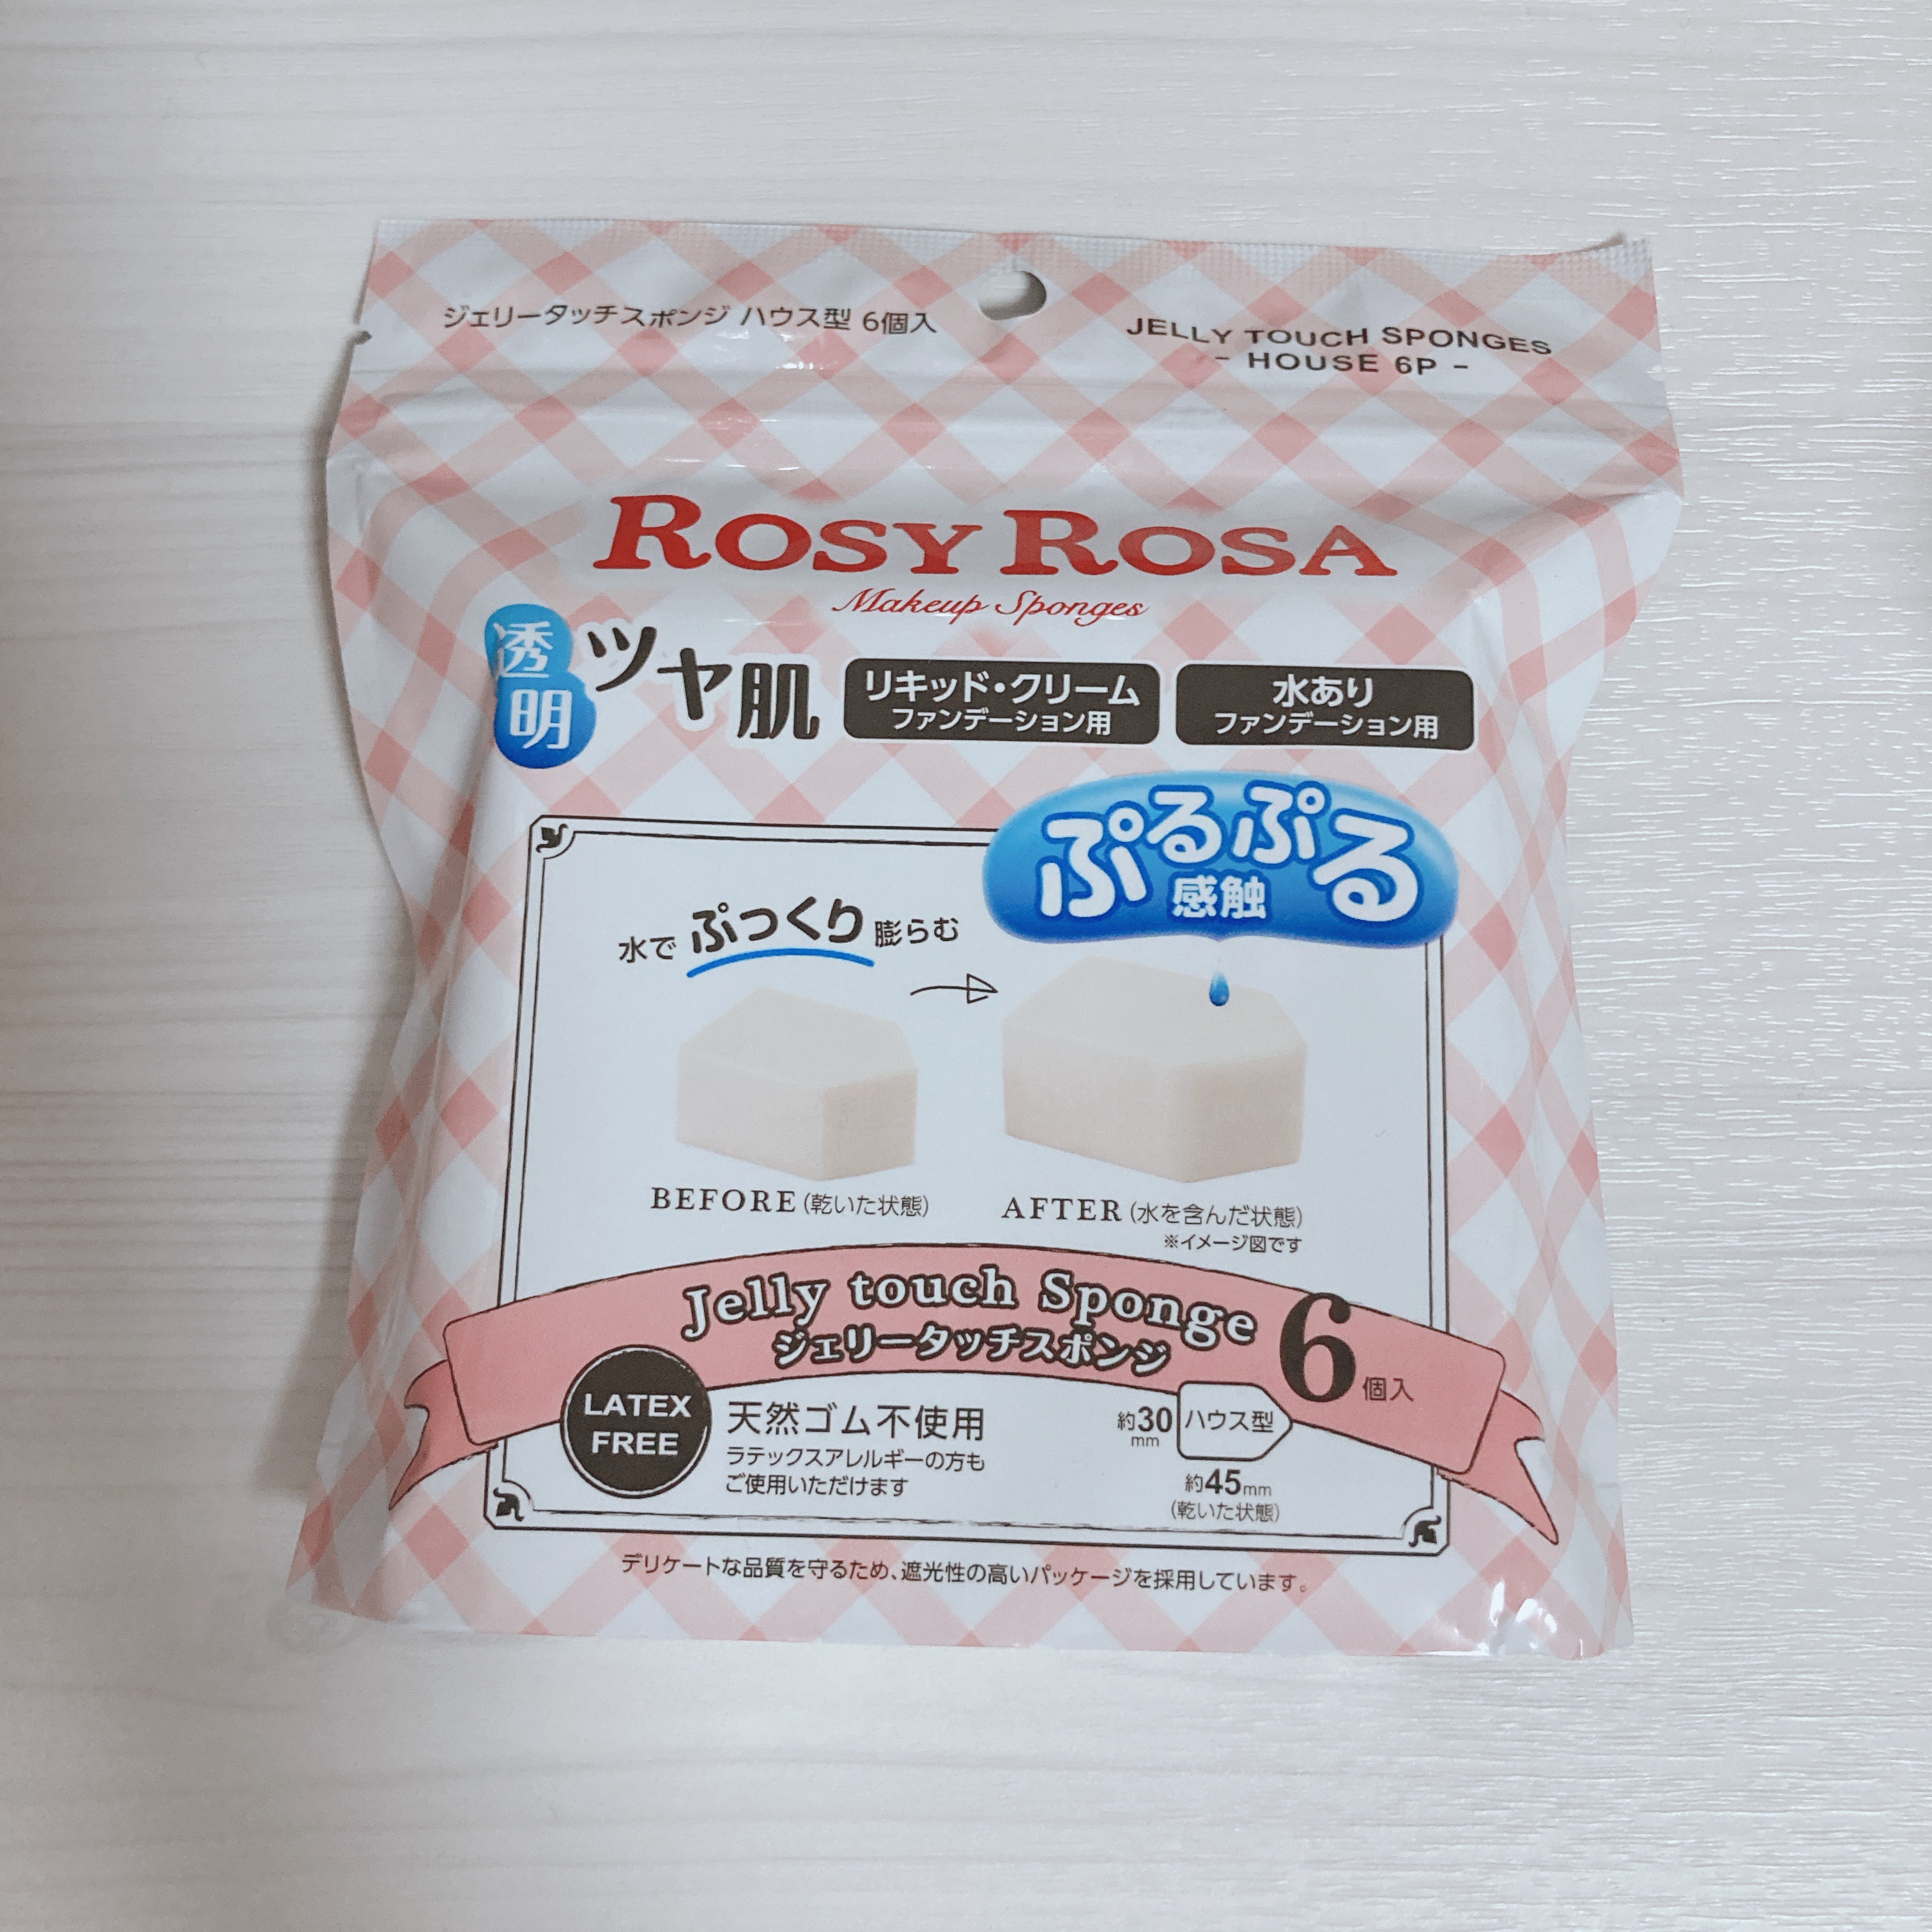 ジェリータッチスポンジ ハウス型 6個入
JELLY TOUCH SPONGES
- HOUSE 6P -
ROSY ROSA
Makeup Sponges
透明ツヤ肌
リキッド・クリーム
ファンデーション用
水あり
ファンデーション用
ぷるぷる
感触
水でぷっくり膨らむ
BEFORE(乾いた状態)
AFTER(水を含んだ状態)
※イメージ図です
Jelly touch Sponge
ジェリータッチスポンジ
6個入
LATEX
FREE
天然ゴム不使用
ラテックスアレルギーの方も
ご使用いただけます
約30mm
ハウス型
約45mm
(乾いた状態)
デリケートな品質を守るため、遮光性の高いパッケージを採用しています。